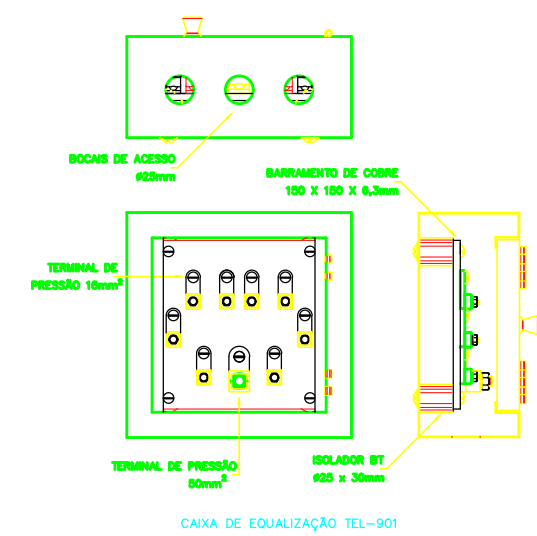 BOCAIS DE ACESSO
ø25mm
BARRAMENTO DE COBRE
150 X 150 X 6,3mm
TERMINAL DE
PRESSÃO 16mm²
TERMINAL DE PRESSÃO
50mm²
ISOLADOR BT
ø25 x 30mm
CAIXA DE EQUALIZAÇÃO TEL-901